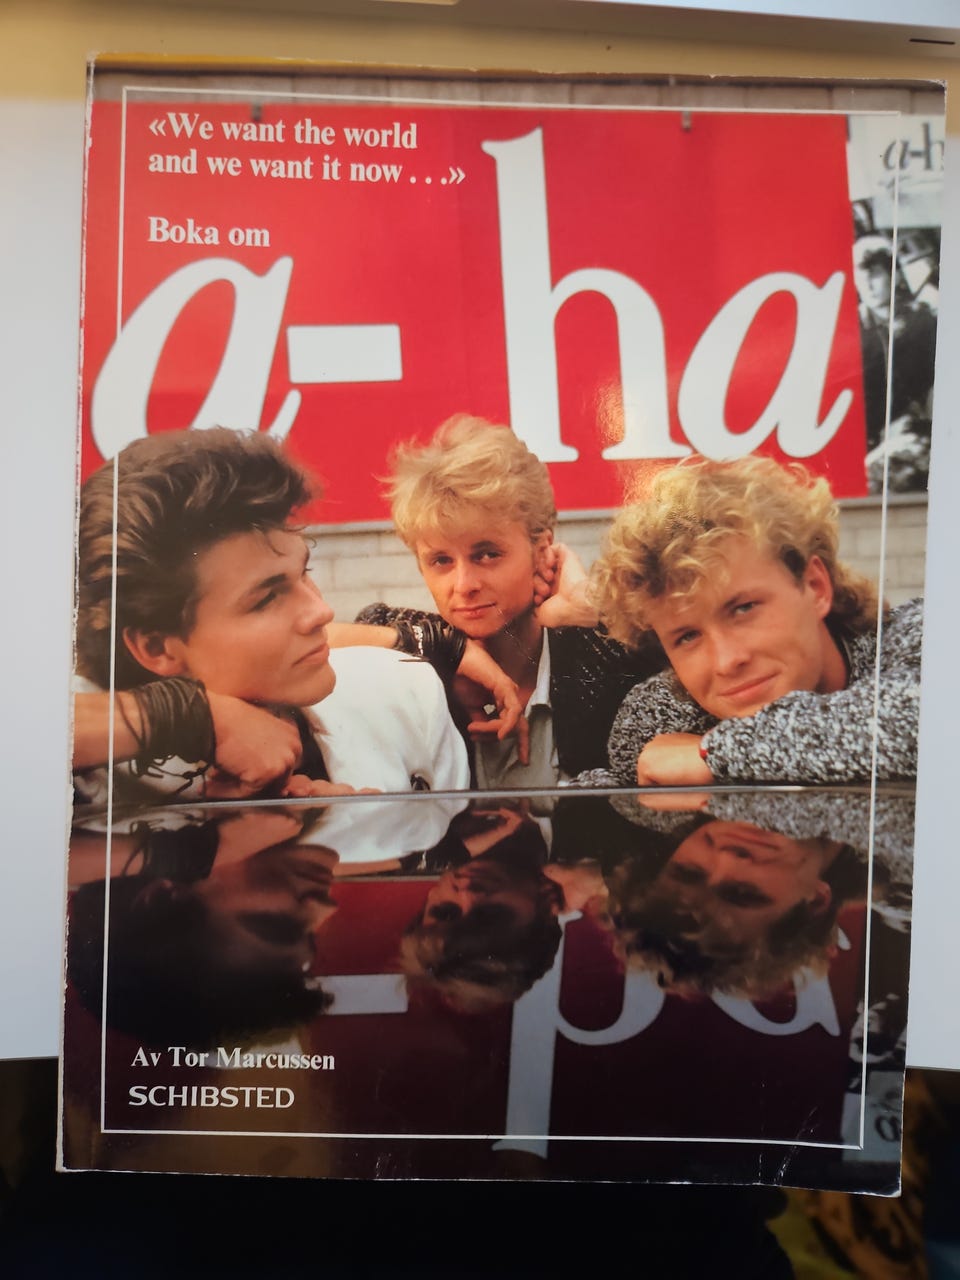 «We want the world
and we want it now...»
Boka om
a-ha
a-h
Av Tor Marcussen
SCHIBSTED